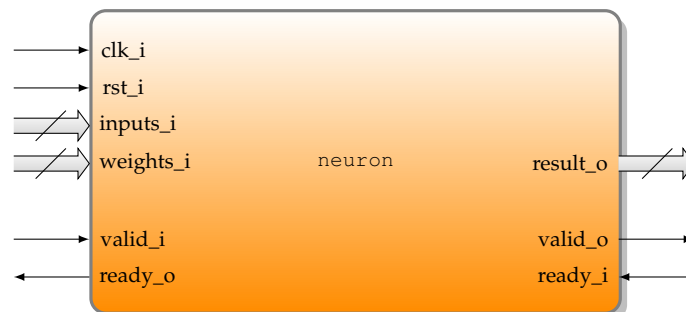 clk_i
rst_i
inputs_i
weights_i neuron result_o
valid_i valid_o
ready_o ready_i